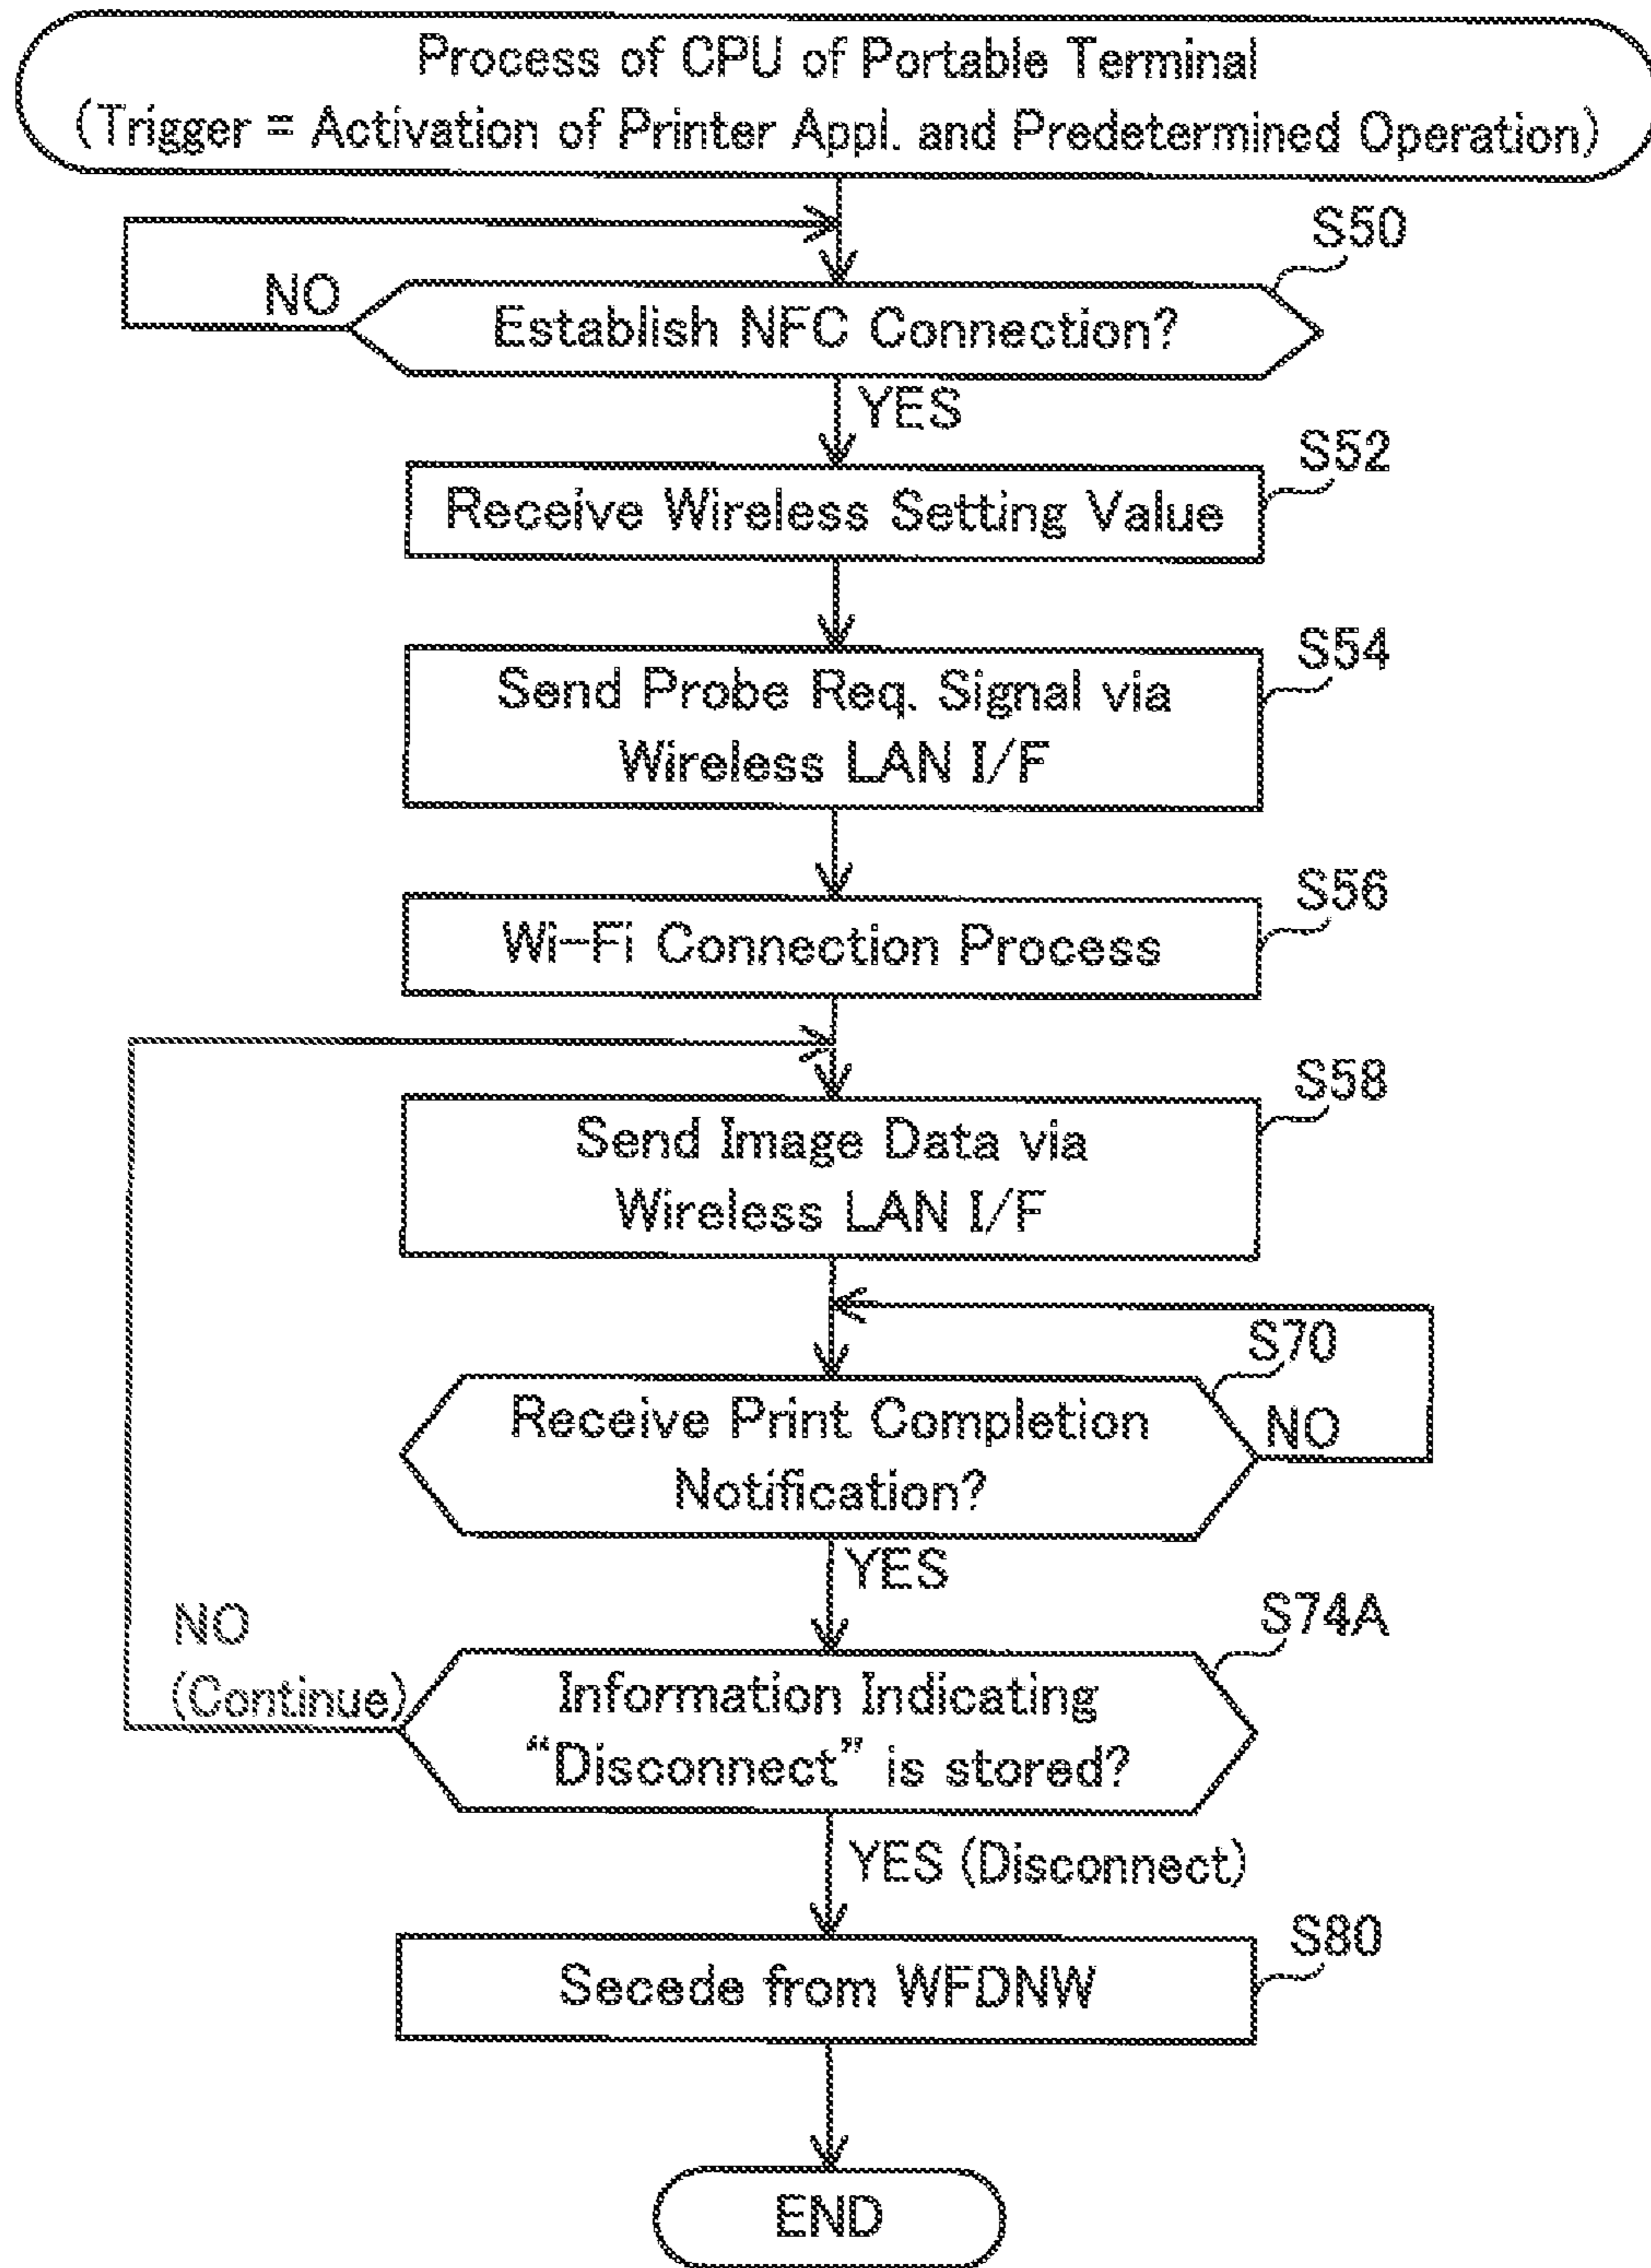 Process of CPU of Portable Terminal
(Trigger = Activation of Printer Appl. and Predetermined Operation)
S50
NO
Establish NFC Connection?
YES
S52
Receive Wireless Setting Value
S54
Send Probe Req. Signal via
Wireless LAN I/F
S56
Wi-Fi Connection Process
S58
Send Image Data via
Wireless LAN I/F
S70
Receive Print Completion
NO
Notification?
YES
S74A
NO
(Continue)
Information Indicating
“Disconnect” is stored?
YES (Disconnect)
S80
Secede from WFDNW
END